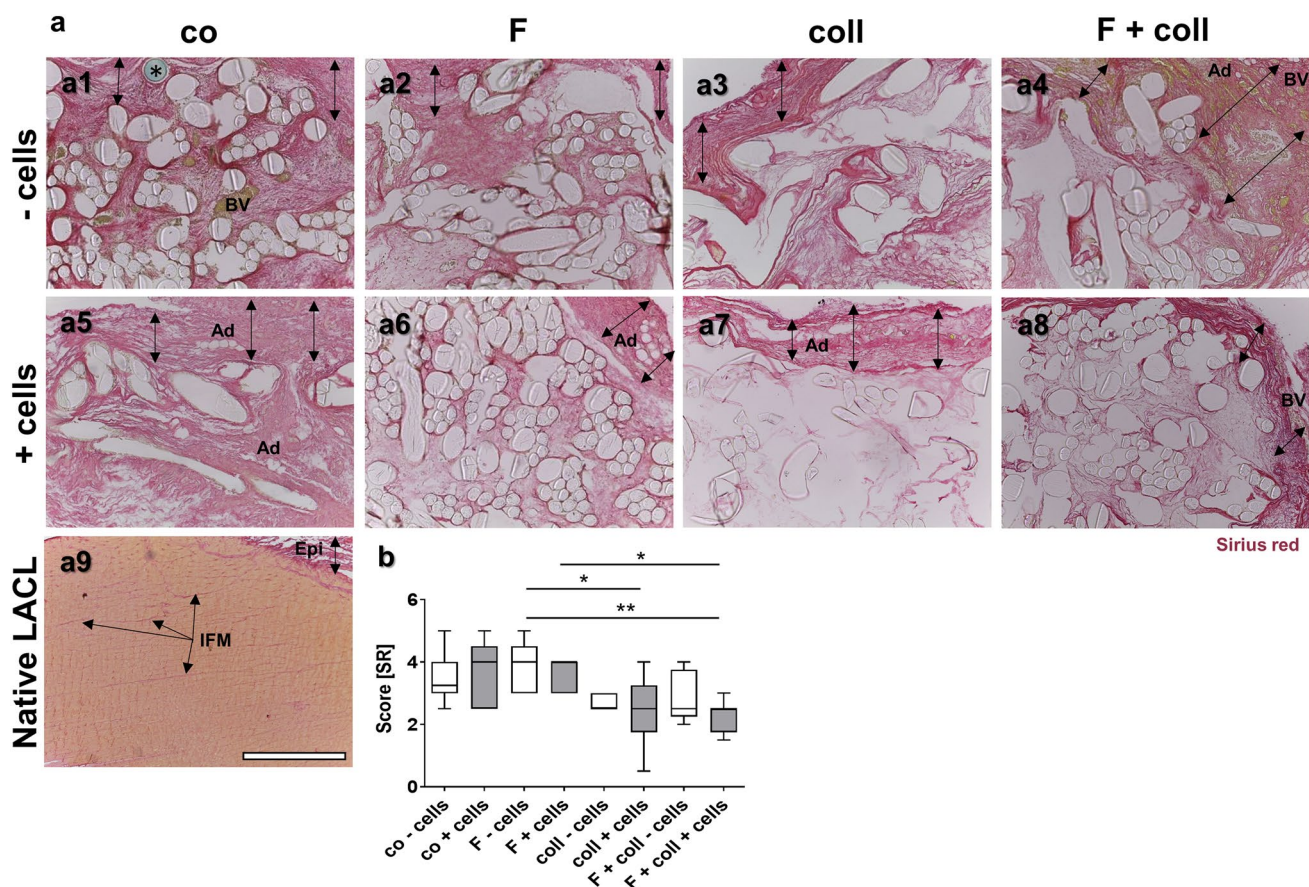 a
co F coll F + coll
- cells
a1 * BV
a2
a3
a4 Ad BV
+ cells
a5 Ad Ad
a6 Ad
a7 Ad
a8 BV
Sirius red
Native LACL
a9 Epi IFM
b
*
*
**
Score [SR]
6
4
2
0
co - cells
co + cells
F - cells
F + cells
coll - cells
coll + cells
F + coll - cells
F + coll + cells